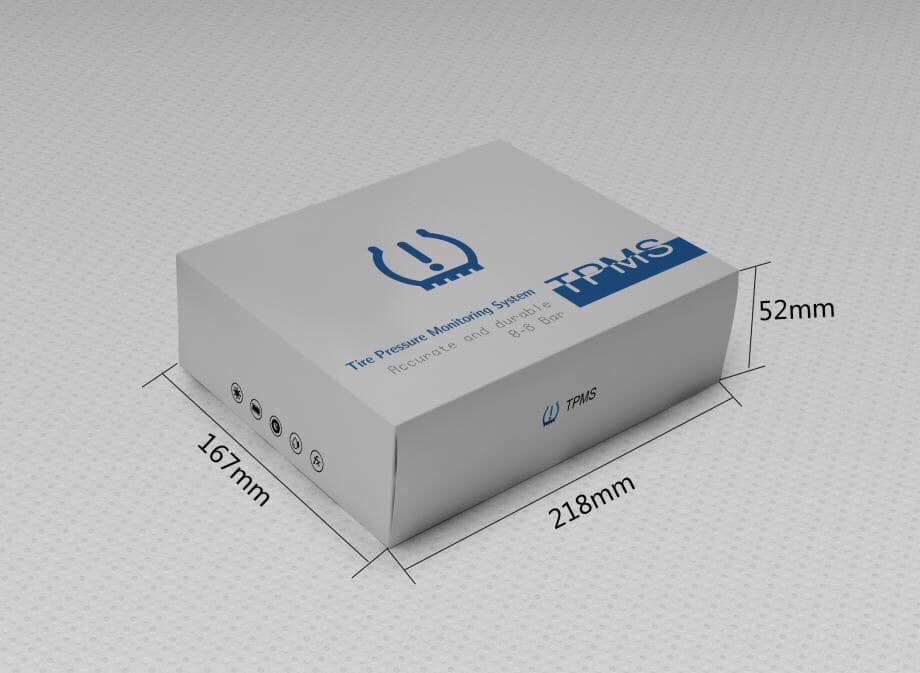 TPMS
Tire Pressure Monitoring System
Accurate and durable
0-6 Bar
TPMS
52mm
167mm
218mm